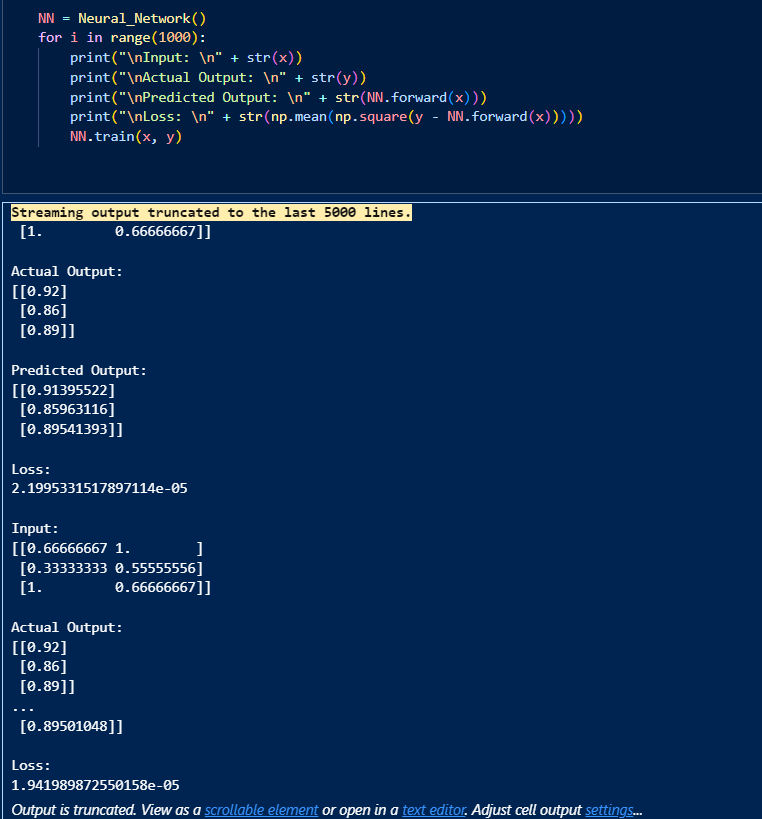 NN = Neural_Network()
for i in range(1000):
    print("\nInput: \n" + str(x))
    print("\nActual Output: \n" + str(y))
    print("\nPredicted Output: \n" + str(NN.forward(x)))
    print("\nLoss: \n" + str(np.mean(np.square(y - NN.forward(x)))))
    NN.train(x, y)
Streaming output truncated to the last 5000 lines.
 [1.         0.66666667]]
Actual Output:
[[0.92]
 [0.86]
 [0.89]]
Predicted Output:
[[0.91395522]
 [0.85963116]
 [0.89541393]]
Loss:
2.1995331517897114e-05
Input:
[[0.66666667 1.        ]
 [0.33333333 0.55555556]
 [1.         0.66666667]]
Actual Output:
[[0.92]
 [0.86]
 [0.89]]
...
 [0.89501048]]
Loss:
1.941989872550158e-05
Output is truncated. View as a scrollable element or open in a text editor. Adjust cell output settings...